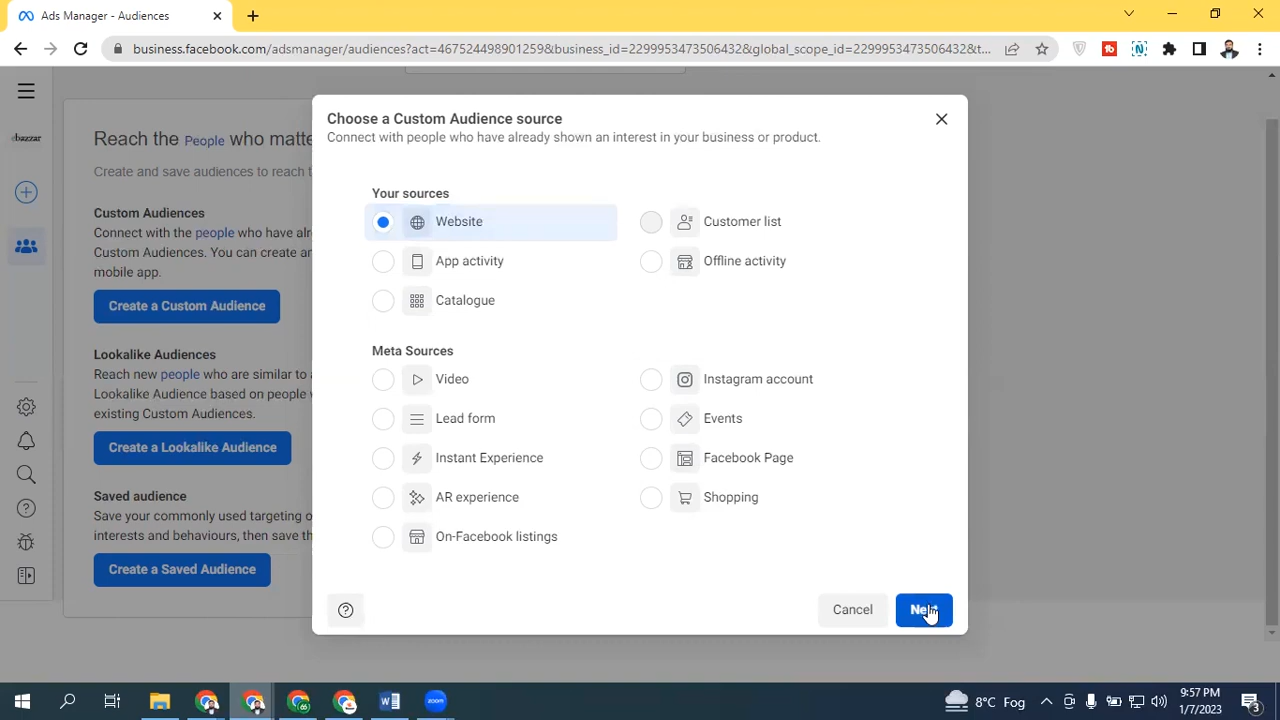 Ads Manager - Audiences
business.facebook.com/adsmanager/audiences?act=467524498901259&business_id=2299953473506432&global_scope_id=2299953473506432&t...
bazzar
Reach the People who matte
Create and save audiences to reach t
Custom Audiences
Connect with the people who have alr
Custom Audiences. You can create an
mobile app.
Create a Custom Audience
Lookalike Audiences
Reach new people who are similar to a
Lookalike Audience based on people
existing Custom Audiences.
Create a Lookalike Audience
Saved audience
Save your commonly used targeting o
interests and behaviours, then save th
Create a Saved Audience
Choose a Custom Audience source
Connect with people who have already shown an interest in your business or product.
Your sources
Website
Customer list
App activity
Offline activity
Catalogue
Meta Sources
Video
Instagram account
Lead form
Events
Instant Experience
Facebook Page
AR experience
Shopping
On-Facebook listings
Cancel
Next
8°C Fog
9:57 PM
1/7/2023
3
zoom